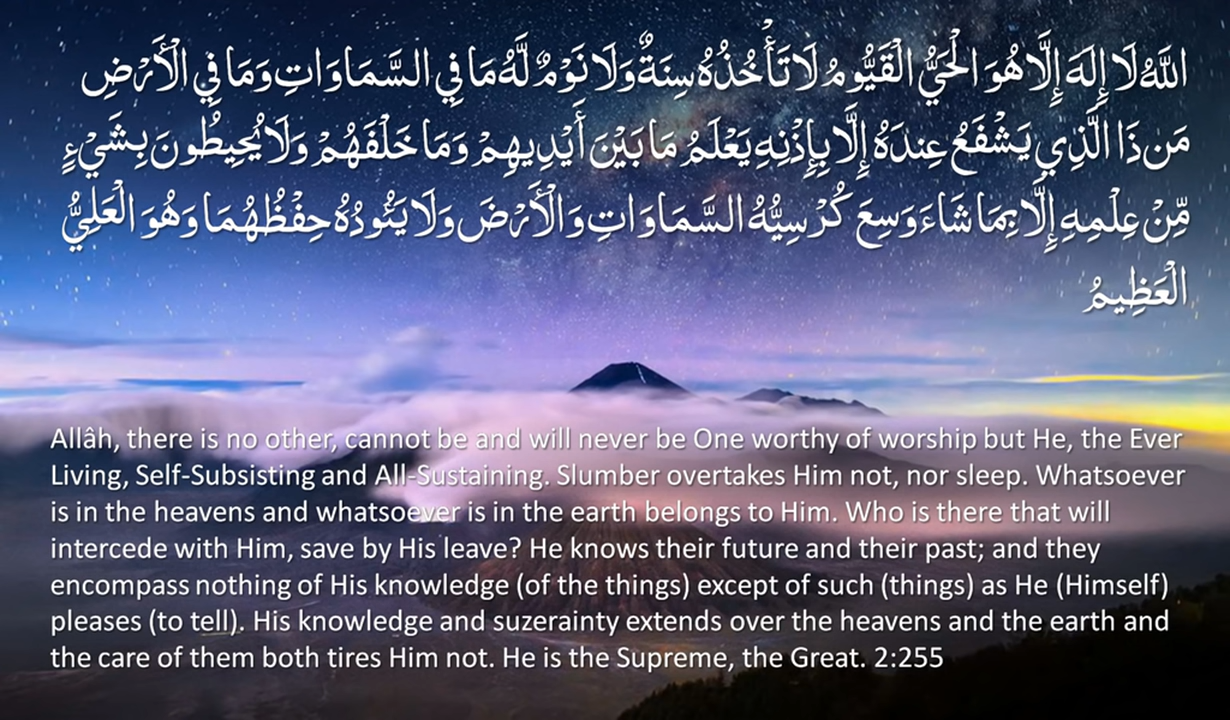 اللَّهُ لَا إِلَٰهَ إِلَّا هُوَ الْحَيُّ الْقَيُّومُ لَا تَأْخُذُهُ سِنَةٌ وَلَا نَوْمٌ لَّهُ مَا فِي السَّمَاوَاتِ وَمَا فِي الْأَرْضِ
مَن ذَا الَّذِي يَشْفَعُ عِندَهُ إِلَّا بِإِذْنِهِ يَعْلَمُ مَا بَيْنَ أَيْدِيهِمْ وَمَا خَلْفَهُمْ وَلَا يُحِيطُونَ بِشَيْءٍ
مِّنْ عِلْمِهِ إِلَّا بِمَا شَاءَ وَسِعَ كُرْسِيُّهُ السَّمَاوَاتِ وَالْأَرْضَ وَلَا يَئُودُهُ حِفْظُهُمَا وَهُوَ الْعَلِيُّ
الْعَظِيمُ
Allâh, there is no other, cannot be and will never be One worthy of worship but He, the Ever
Living, Self-Subsisting and All-Sustaining. Slumber overtakes Him not, nor sleep. Whatsoever
is in the heavens and whatsoever is in the earth belongs to Him. Who is there that will
intercede with Him, save by His leave? He knows their future and their past; and they
encompass nothing of His knowledge (of the things) except of such (things) as He (Himself)
pleases (to tell). His knowledge and suzerainty extends over the heavens and the earth and
the care of them both tires Him not. He is the Supreme, the Great. 2:255